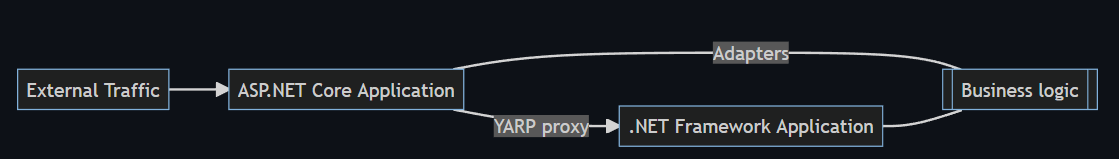 Adapters
External Traffic
ASP.NET Core Application
Business logic
YARP proxy
.NET Framework Application